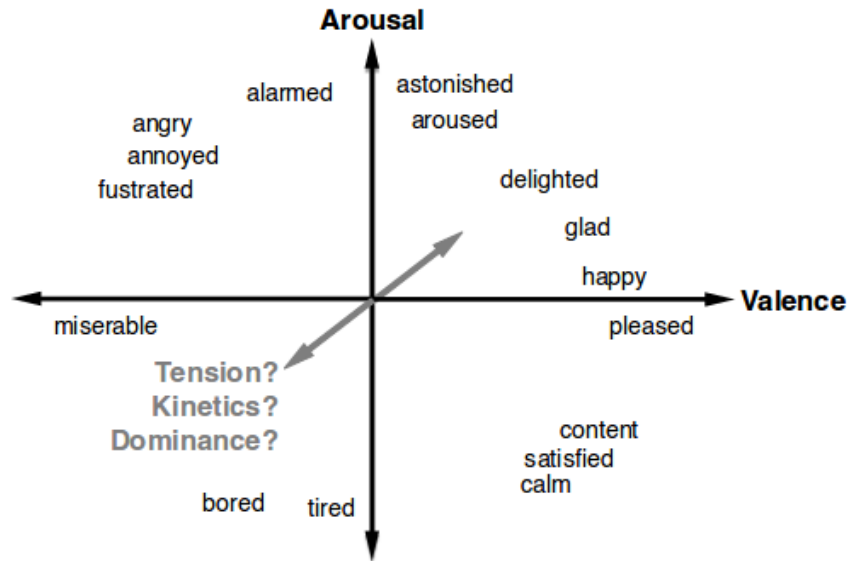 Arousal
alarmed
astonished
angry
aroused
annoyed
delighted
fustrated
glad
happy
Valence
miserable
pleased
Tension?
Kinetics?
Dominance?
content
satisfied
calm
bored
tired